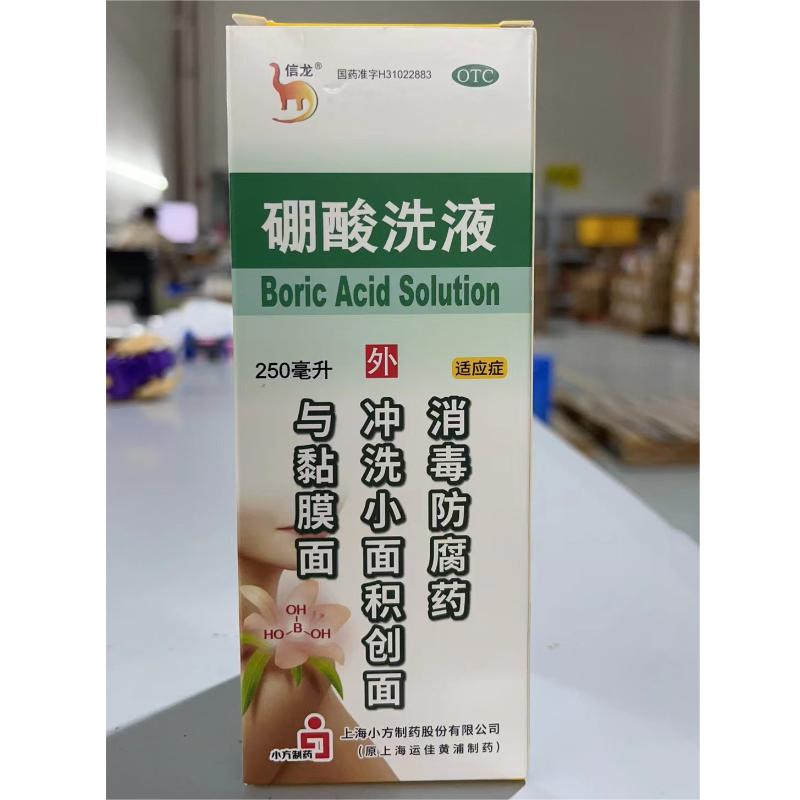 信龙®
国药准字H31022883
OTC
硼酸洗液
Boric Acid Solution
250毫升
外
适应症
消毒防腐药
冲洗小面积创面
与黏膜面
OH
B
HO
OH
小方制药
上海小方制药股份有限公司
(原上海运佳黄浦制药)